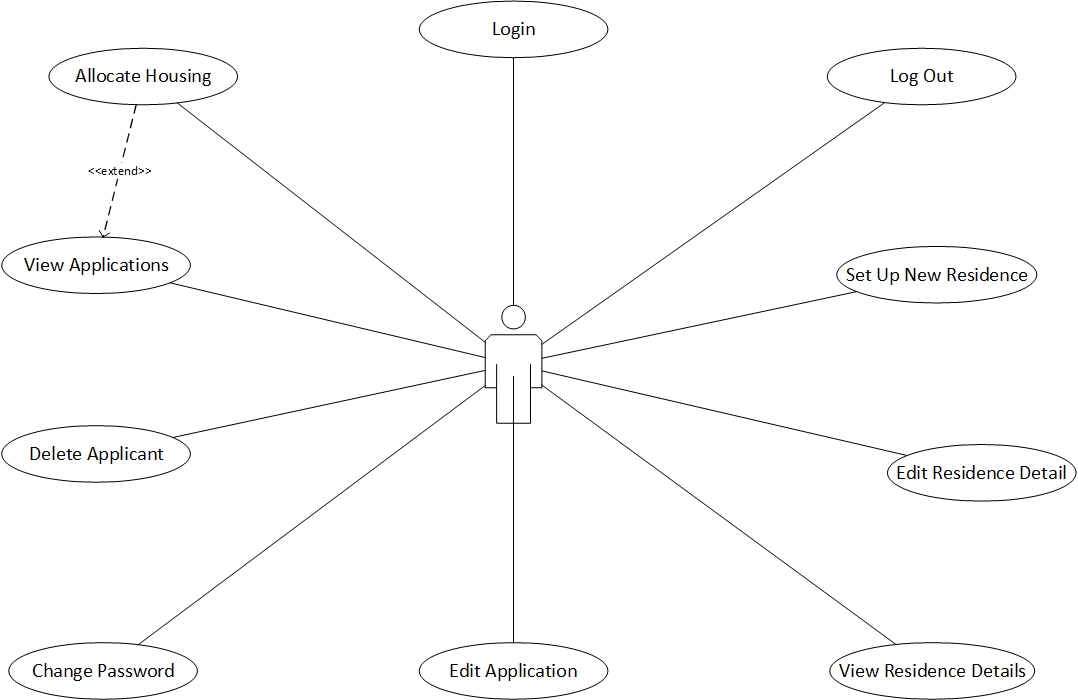 Login
Allocate Housing
Log Out
<<extend>>
View Applications
Set Up New Residence
Delete Applicant
Edit Residence Detail
Change Password
Edit Application
View Residence Details